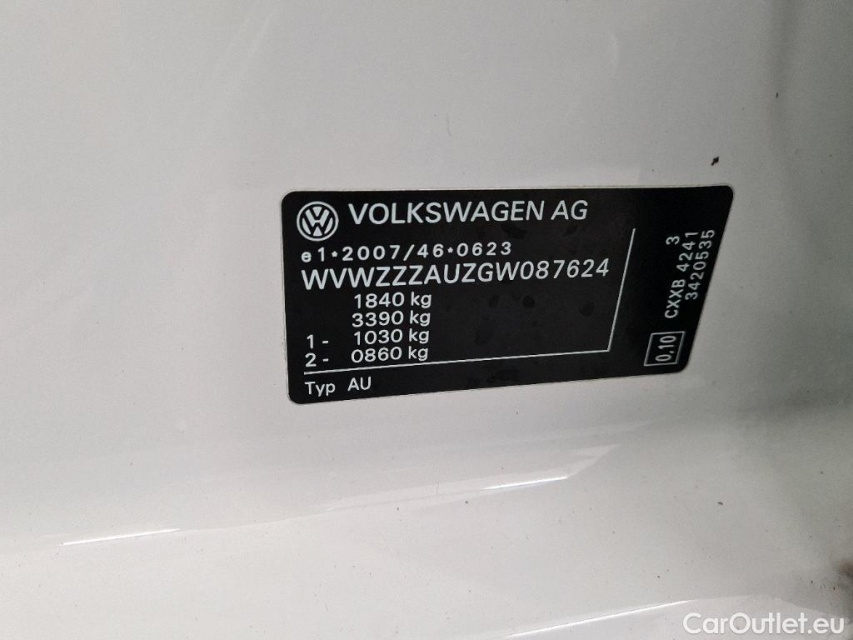 VOLKSWAGEN AG
e1*2007/46*0623
WVWZZZAUZGW087624
1840 kg
3390 kg
1 - 1030 kg
2 - 0860 kg
Typ AU
3
CXXB 4241
3420535
0,10
CarOutlet.eu